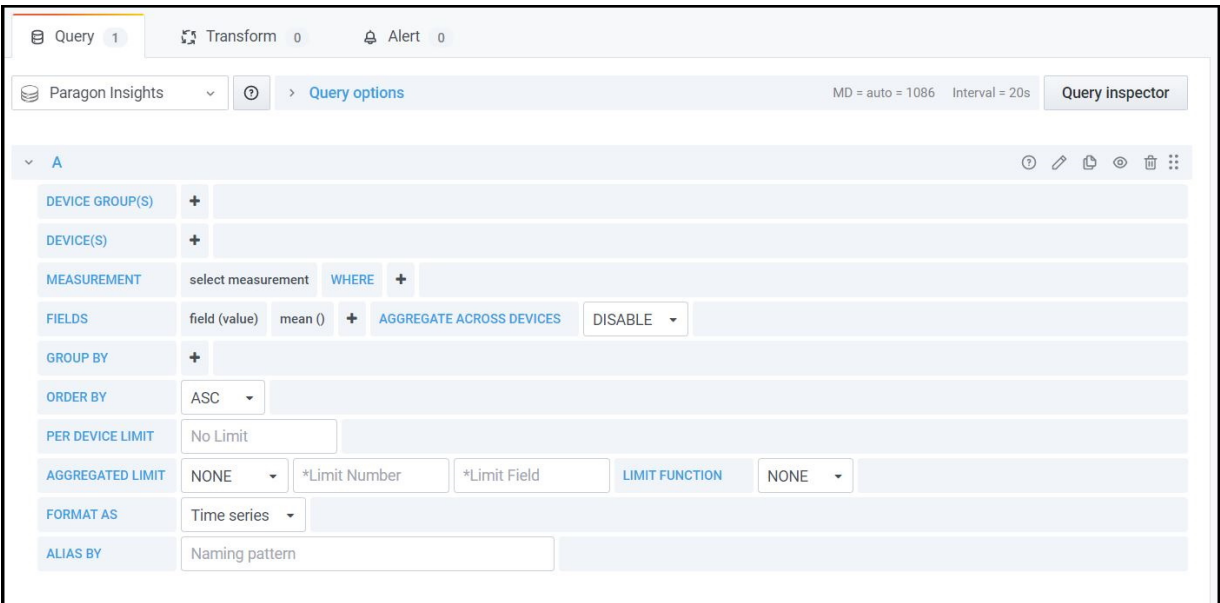 Query 1 Transform 0 Alert 0
Paragon Insights Query options MD = auto = 1086 Interval = 20s Query inspector
A
DEVICE GROUP(S) +
DEVICE(S) +
MEASUREMENT select measurement WHERE +
FIELDS field (value) mean () + AGGREGATE ACROSS DEVICES DISABLE
GROUP BY +
ORDER BY ASC
PER DEVICE LIMIT No Limit
AGGREGATED LIMIT NONE *Limit Number *Limit Field LIMIT FUNCTION NONE
FORMAT AS Time series
ALIAS BY Naming pattern